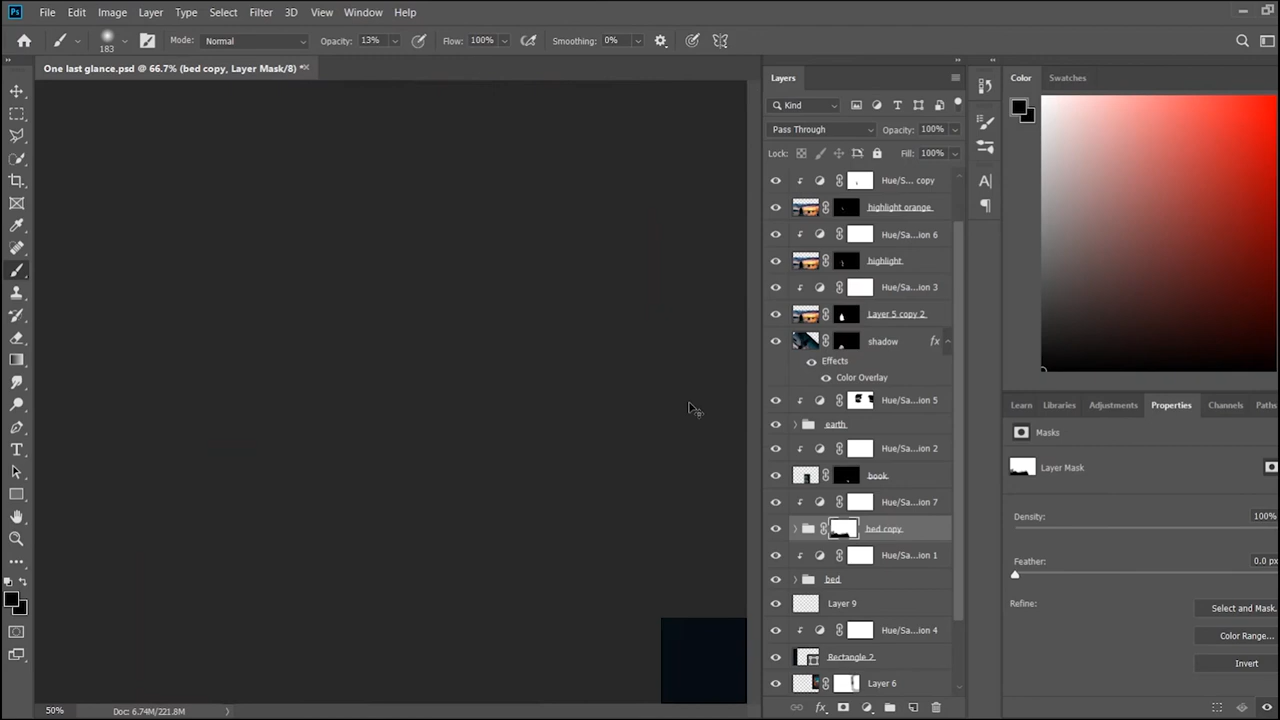 Ps File Edit Image Layer Type Select Filter 3D View Window Help
183 Mode: Normal Opacity: 13% Flow: 100% Smoothing: 0%
One last glance.psd @ 66.7% (bed copy, Layer Mask/8) *
Layers
Kind
Pass Through Opacity: 100%
Lock: Fill: 100%
Hue/S... copy
highlight orange
Hue/Sa...ion 6
highlight
Hue/Sa...ion 3
Layer 5 copy 2
shadow fx
Effects
Color Overlay
Hue/Sa...ion 5
earth
Hue/Sa...ion 2
book
Hue/Sa...ion 7
bed copy
Hue/Sa...ion 1
bed
Layer 9
Hue/Sa...ion 4
Rectangle 2
Layer 6
fx
Color Swatches
Learn Libraries Adjustments Properties Channels Paths
Masks
Layer Mask
Density: 100%
Feather: 0.0 px
Refine: Select and Mask.
Color Range...
Invert
50% Doc: 6.74M/221.8M